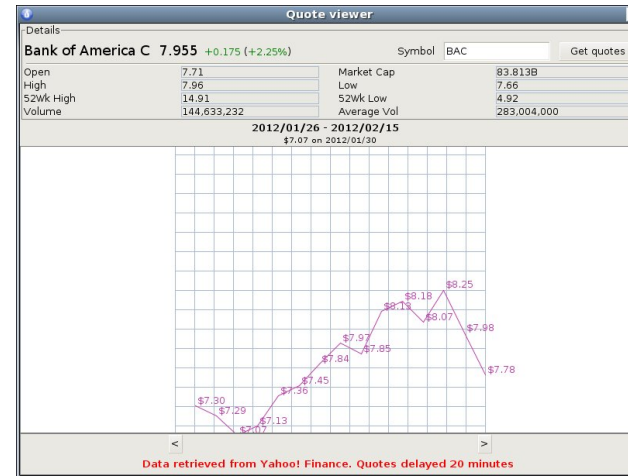 Quote viewer
Details
Bank of America C 7.955 +0.175 (+2.25%) Symbol BAC Get quotes
Open 7.71 Market Cap 83.813B
High 7.96 Low 7.66
52Wk High 14.91 52Wk Low 4.92
Volume 144,633,232 Average Vol 283,004,000
2012/01/26 - 2012/02/15
$7.07 on 2012/01/30
$8.25
$8.18
$8.13
$8.07
$7.98
$7.97
$7.85
$7.84
$7.78
$7.45
$7.36
$7.30
$7.29
$7.13
$7.07
< >
Data retrieved from Yahoo! Finance. Quotes delayed 20 minutes